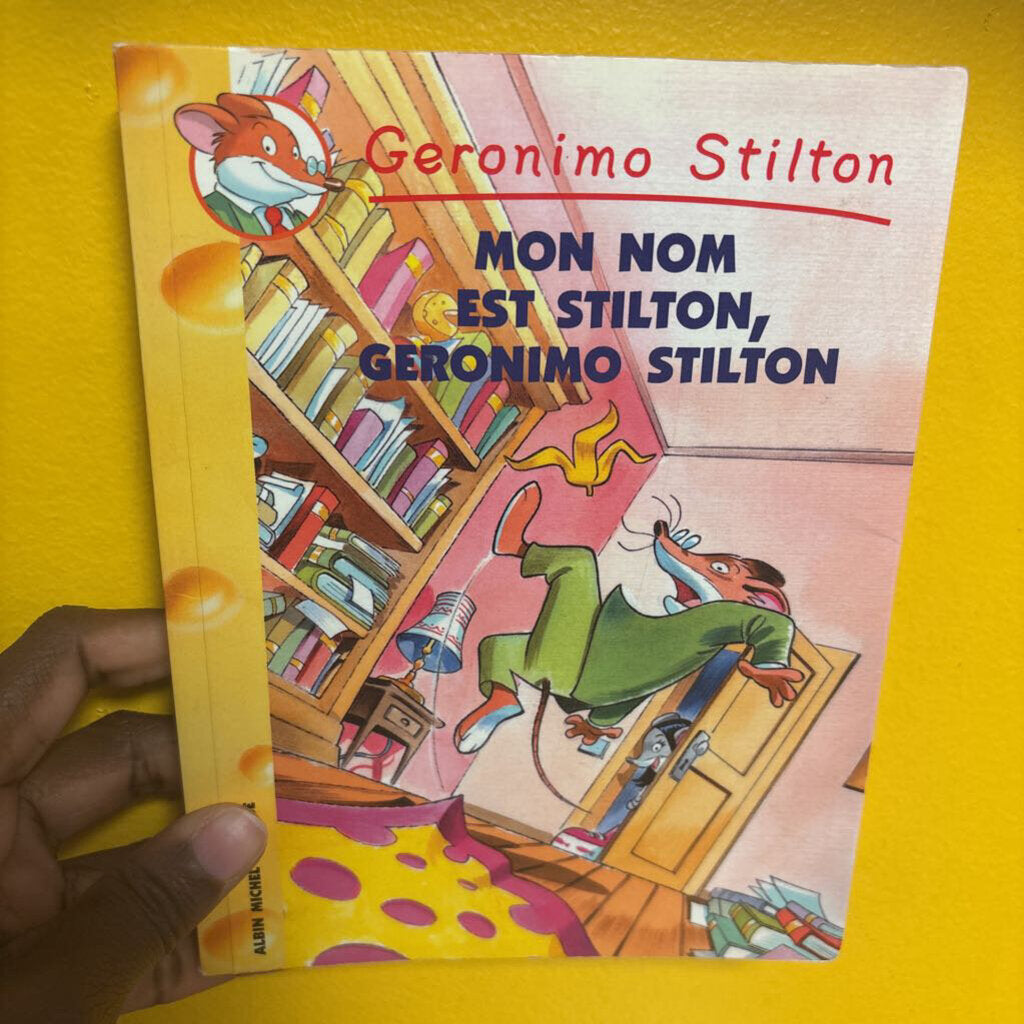 Geronimo Stilton
MON NOM
EST STILTON,
GERONIMO STILTON
ALBIN MICHEL